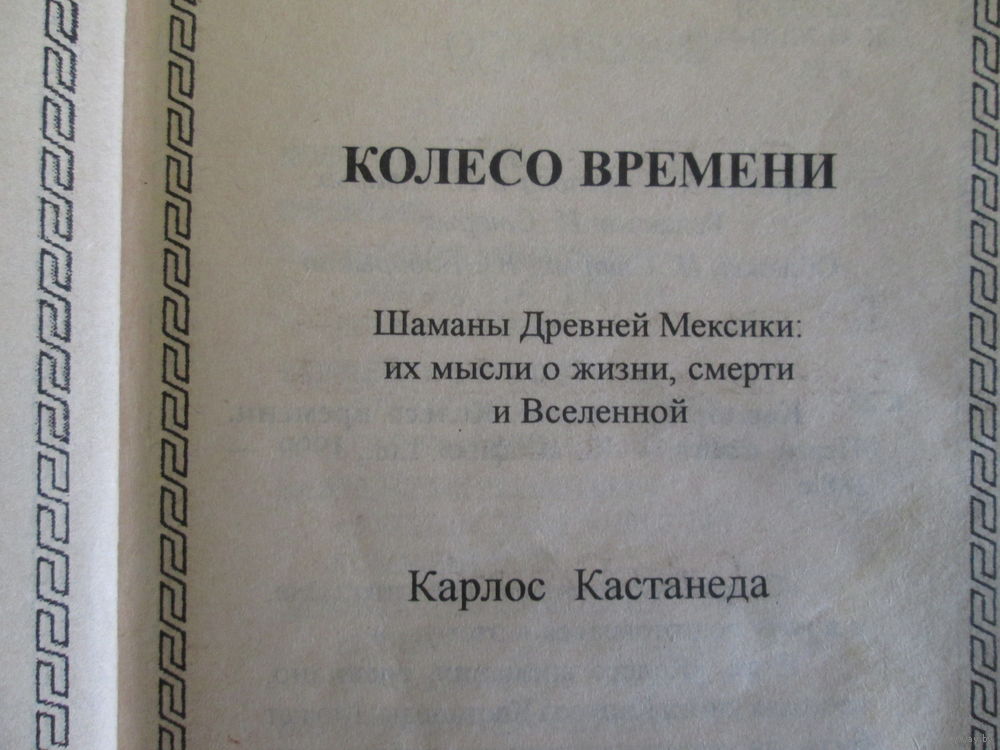 КОЛЕСО ВРЕМЕНИ
Шаманы Древней Мексики:
их мысли о жизни, смерти
и Вселенной
Карлос Кастанеда